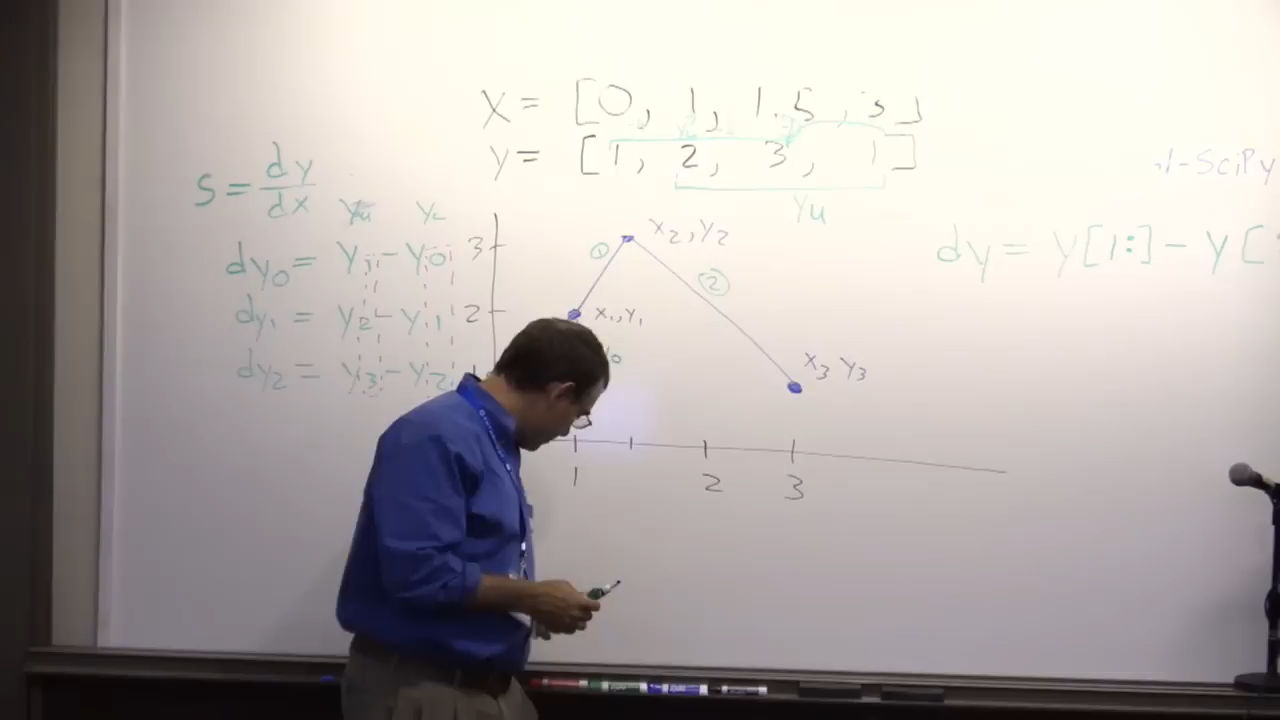 X = [0, 1, 1.5, 3]
y = [1, 2, 3, 1]
yu
-SciPy
S = dy
dx
yu yL
dy0 = y1 - y0
dy1 = y2 - y1
dy2 = y3 - y2
dy = y[1:] - y[
3
2
x2, y2
①
②
x1, y1
x3 y3
1 2 3